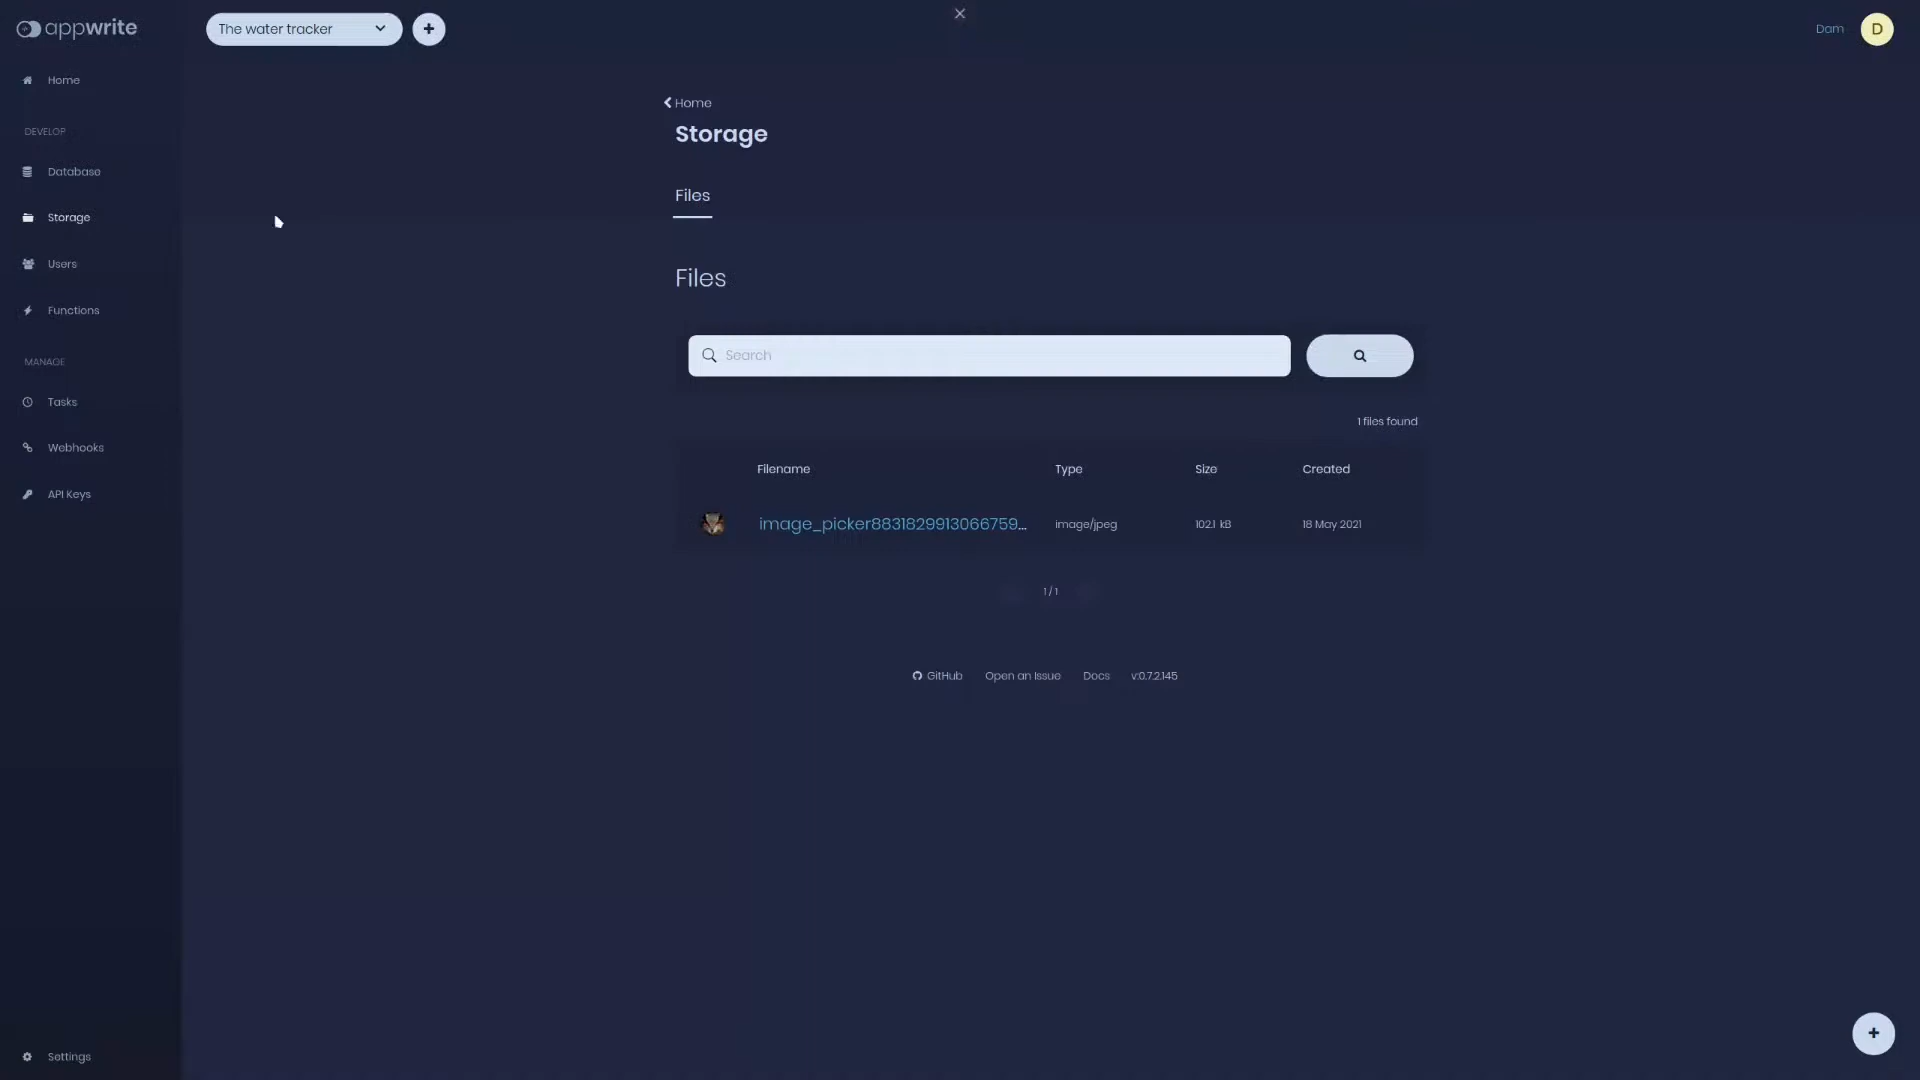 appwrite
The water tracker
+
Dam
D
Home
DEVELOP
Database
Storage
Users
Functions
MANAGE
Tasks
Webhooks
API Keys
Settings
Home
Storage
Files
Files
Search
1 files found
Filename Type Size Created
image_picker8831829913066759... image/jpeg 102.1 kB 18 May 2021
1 / 1
GitHub Open an Issue Docs v:0.7.2.145
+